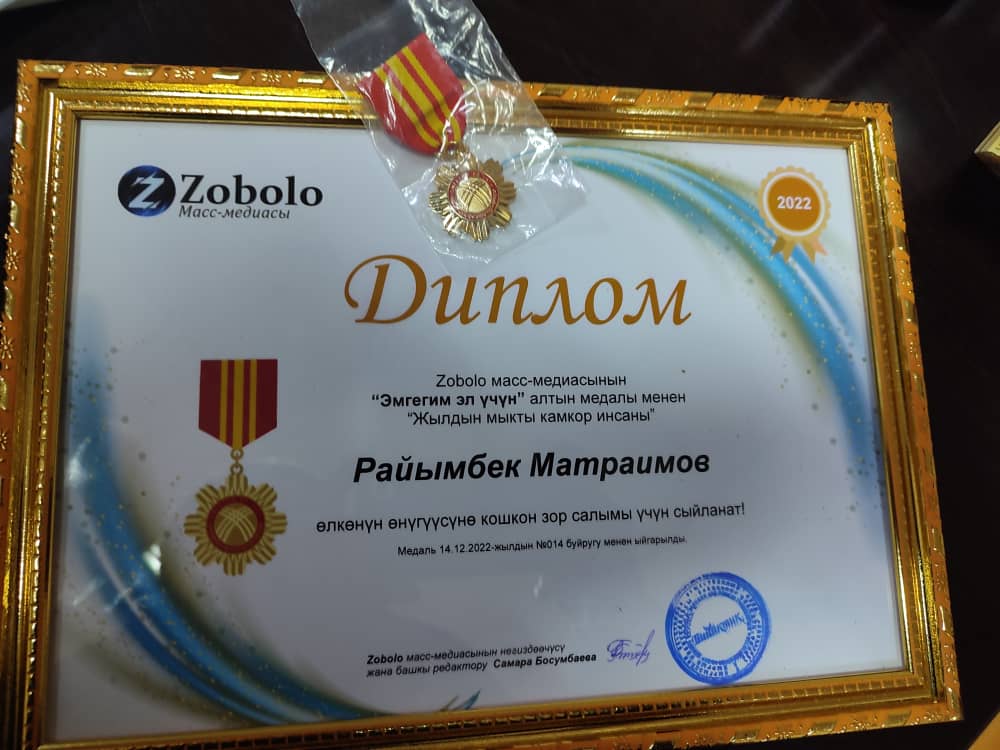 Zobolo
Масс-медиасы
2022
Диплом
Zobolo масс-медиасынын
“Эмгегим эл үчүн” алтын медалы менен
“Жылдын мыкты камкор инсаны”
Райымбек Матраимов
өлкөнүн өнүгүүсүнө кошкон зор салымы үчүн сыйланат!
Медаль 14.12.2022-жылдын №014 буйругу менен ыйгарылды.
Zobolo масс-медиасынын негиздөөчүсү
жана башкы редактору Самара Босумбаева